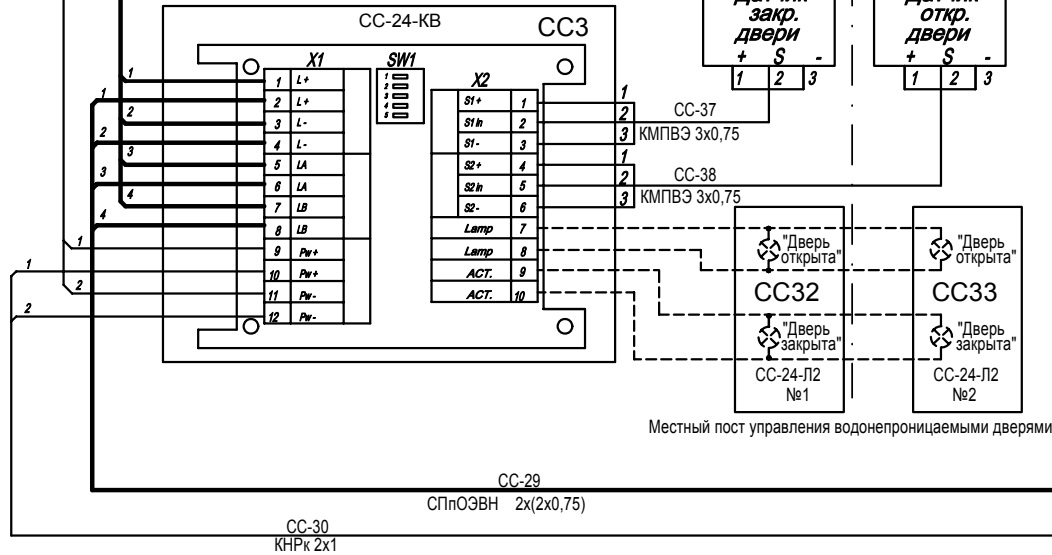 СС-24-КВ
СС3
закр.
двери
+ S -
1 2 3
откр.
двери
+ S -
1 2 3
X1
1 L+
2 L+
3 L-
4 L-
5 LA
6 LA
7 LB
8 LB
9 Pw+
10 Pw+
11 Pw-
12 Pw-
SW1
1
2
3
4
5
X2
S1+ 1
S1in 2
S1- 3
S2+ 4
S2in 5
S2- 6
Lamp 7
Lamp 8
ACT. 9
ACT. 10
1
1
2
2
3
3
4
4
1
1
2
2
1
2
3
СС-37
КМПВЭ 3х0,75
1
2
3
СС-38
КМПВЭ 3х0,75
"Дверь
открыта"
СС32
"Дверь
закрыта"
СС-24-Л2
№1
"Дверь
открыта"
СС33
"Дверь
закрыта"
СС-24-Л2
№2
Местный пост управления водонепроницаемыми дверями
СС-29
СПпОЭВН 2х(2х0,75)
СС-30
КНРк 2х1